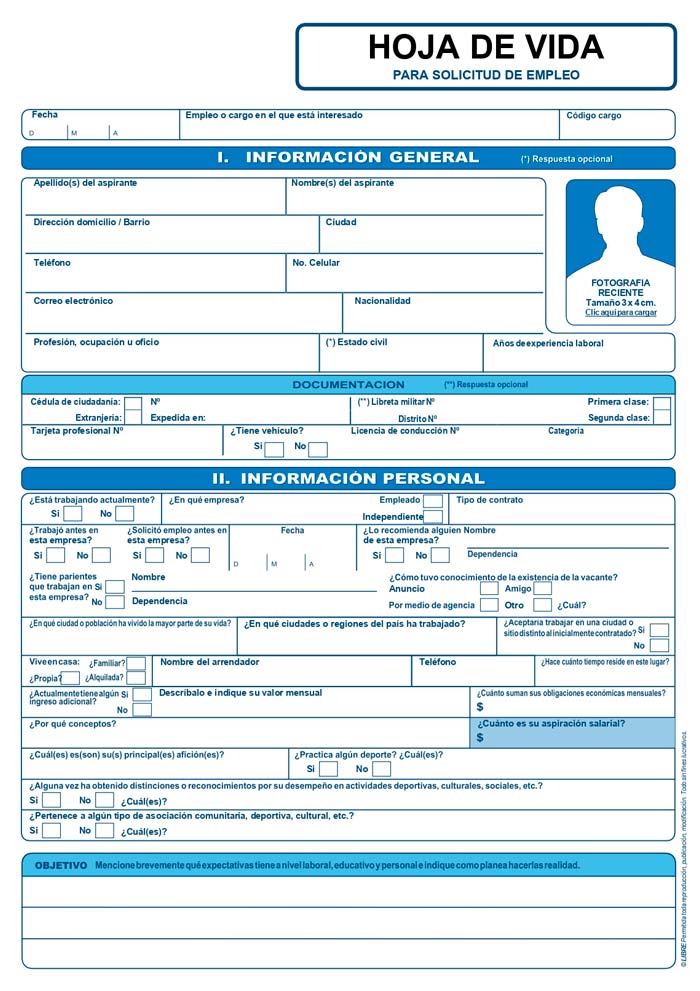 HOJA DE VIDA
PARA SOLICITUD DE EMPLEO
Fecha Empleo o cargo en el que está interesado Código cargo
D M A
I. INFORMACIÓN GENERAL (*) Respuesta opcional
Apellido(s) del aspirante Nombre(s) del aspirante
Dirección domicilio / Barrio Ciudad
Teléfono No. Celular
FOTOGRAFIA
RECIENTE
Tamaño 3 x 4 cm.
Clic aquí para cargar
Correo electrónico Nacionalidad
Profesión, ocupación u oficio (*) Estado civil Años de experiencia laboral
DOCUMENTACION (**) Respuesta opcional
Cédula de ciudadanía: Nº (**) Libreta militar Nº Primera clase:
Extranjería: Expedida en: Distrito Nº Segunda clase:
Tarjeta profesional Nº ¿Tiene vehiculo? Licencia de conducción Nº Categoria
Si No
II. INFORMACIÓN PERSONAL
¿Está trabajando actualmente? ¿En qué empresa? Empleado Tipo de contrato
Si No Independiente
¿Trabajó antes en ¿Solicitó empleo antes en Fecha ¿Lo recomienda alguien Nombre
esta empresa? esta empresa? de esta empresa?
Si No Si No D M A Si No Dependencia
¿Tiene parientes Nombre ¿Cómo tuvo conocimiento de la existencia de la vacante?
que trabajan en Si Anuncio Amigo
esta empresa? No Dependencia Por medio de agencia Otro ¿Cuál?
¿En qué ciudad o población ha vivido la mayor parte de su vida? ¿En qué ciudades o regiones del país ha trabajado? ¿Aceptaría trabajar en una ciudad o
sitio distinto al inicialmente contratado? Si
No
Vive en casa: ¿Familiar? Nombre del arrendador Teléfono ¿Hace cuánto tiempo reside en este lugar?
¿Propia? ¿Alquilada?
¿Actualmente tiene algún Si Descríbalo e indique su valor mensual ¿Cuánto suman sus obligaciones económicas mensuales?
ingreso adicional? No $
¿Por qué conceptos? ¿Cuánto es su aspiración salarial?
$
¿Cuál(es) es(son) su(s) principal(es) afición(es)? ¿Practica algún deporte? ¿Cuál(es)?
Si No
¿Alguna vez ha obtenido distinciones o reconocimientos por su desempeño en actividades deportivas, culturales, sociales, etc.?
Si No ¿Cuál(es)?
¿Pertenece a algún tipo de asociación comunitaria, deportiva, cultural, etc.?
Si No ¿Cuál(es)?
OBJETIVO Mencione brevemente qué expectativas tiene a nivel laboral, educativo y personal e indique como planea hacerlas realidad.
© LIBRE Permitida toda reproducción, publicación, modificación. Todo sin fines lucrativos.